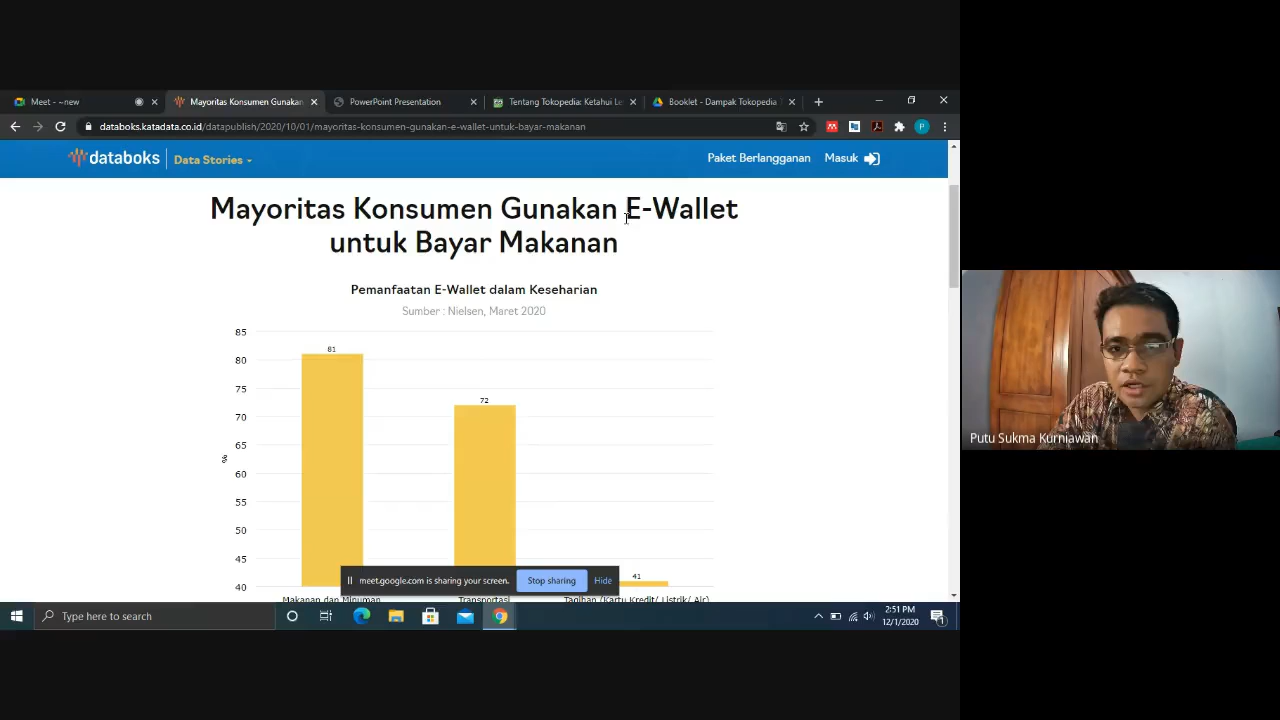 Meet - ~new
Mayoritas Konsumen Gunakan
PowerPoint Presentation
Tentang Tokopedia: Ketahui Le
Booklet - Dampak Tokopedia
databoks.katadata.co.id/datapublish/2020/10/01/mayoritas-konsumen-gunakan-e-wallet-untuk-bayar-makanan
P
databoks
Data Stories
Paket Berlangganan
Masuk
Mayoritas Konsumen Gunakan E-Wallet
untuk Bayar Makanan
Pemanfaatan E-Wallet dalam Keseharian
Sumber : Nielsen, Maret 2020
85
80
75
70
65
60
55
50
45
40
%
81
72
41
Makanan dan Minuman
Transportasi
Tagihan (Kartu Kredit/ Listrik/ Air)
meet.google.com is sharing your screen.
Stop sharing
Hide
Type here to search
2:51 PM
12/1/2020
1
Putu Sukma Kurniawan